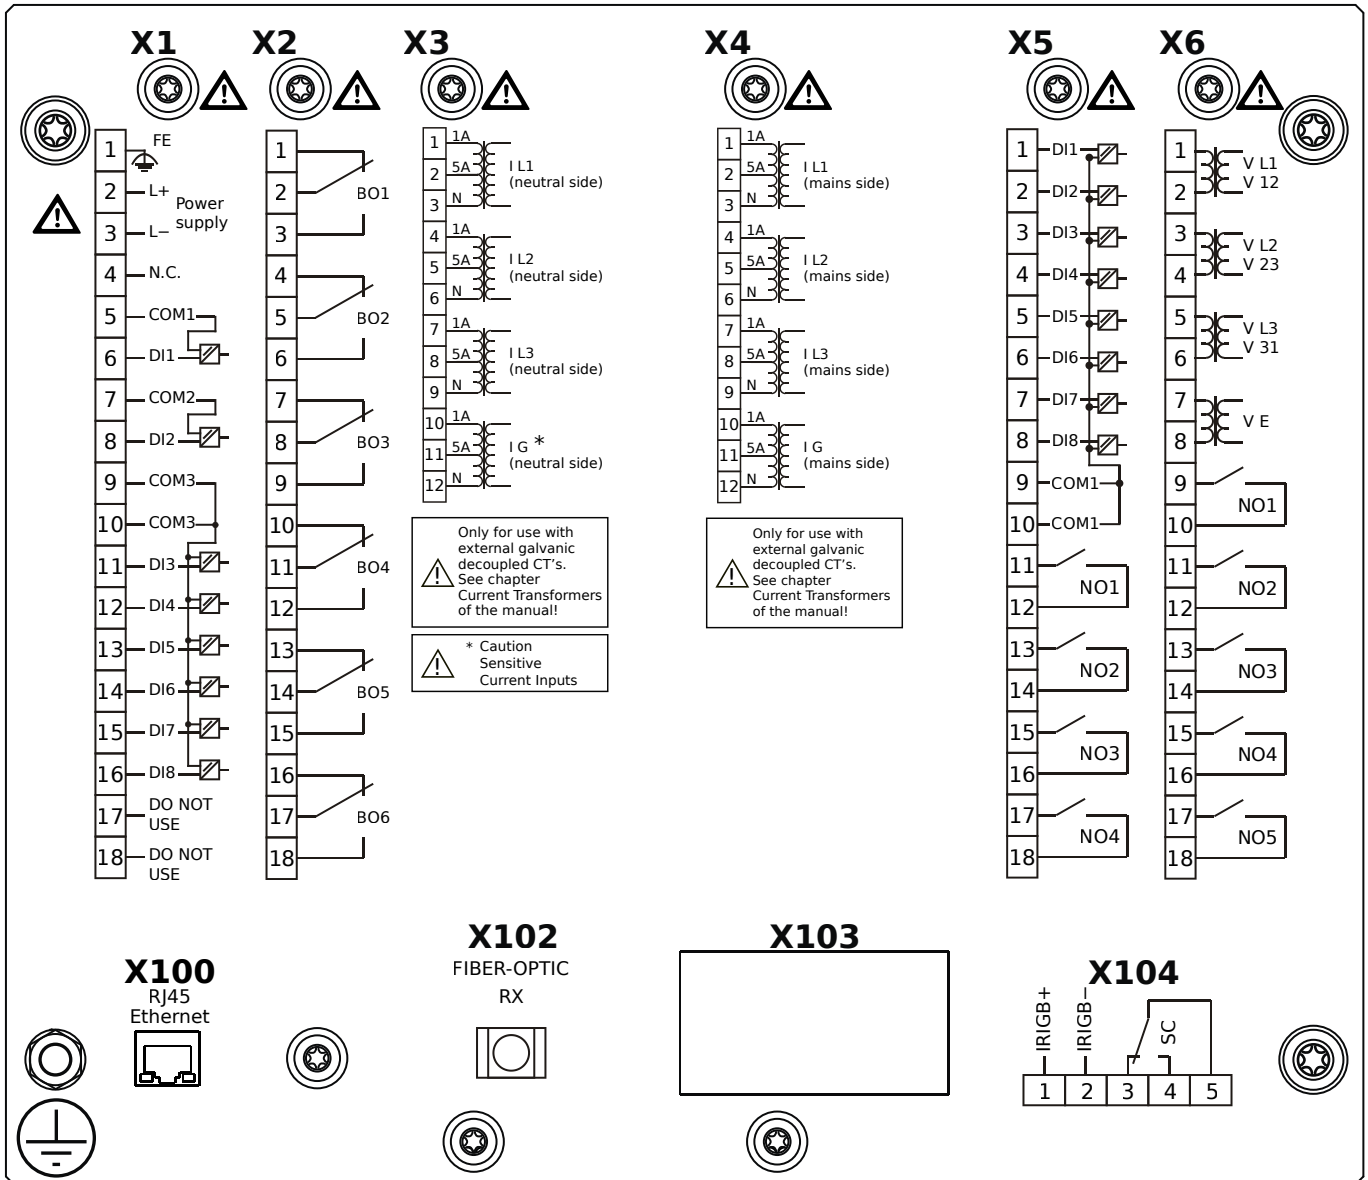 X1
X2
X3
X4
X5
X6
1
FE
2
L+
Power
supply
3
L−
4
N.C.
5
COM1
6
DI1
7
COM2
8
DI2
9
COM3
10
COM3
11
DI3
12
DI4
13
DI5
14
DI6
15
DI7
16
DI8
17
DO NOT
USE
18
DO NOT
USE
1
2
BO1
3
4
5
BO2
6
7
8
BO3
9
10
11
BO4
12
13
14
BO5
15
16
17
BO6
18
1
1A
2
5A
I L1
(neutral side)
3
N
4
1A
5
5A
I L2
(neutral side)
6
N
7
1A
8
5A
I L3
(neutral side)
9
N
10
1A
11
5A
I G *
(neutral side)
12
N
Only for use with
external galvanic
decoupled CT’s.
See chapter
Current Transformers
of the manual!
* Caution
Sensitive
Current Inputs
1
1A
2
5A
I L1
(mains side)
3
N
4
1A
5
5A
I L2
(mains side)
6
N
7
1A
8
5A
I L3
(mains side)
9
N
10
1A
11
5A
I G
(mains side)
12
N
Only for use with
external galvanic
decoupled CT’s.
See chapter
Current Transformers
of the manual!
1
DI1
2
DI2
3
DI3
4
DI4
5
DI5
6
DI6
7
DI7
8
DI8
9
COM1
10
COM1
11
NO1
12
13
NO2
14
15
NO3
16
17
NO4
18
1
V L1
V 12
2
3
V L2
V 23
4
5
V L3
V 31
6
7
V E
8
9
NO1
10
11
NO2
12
13
NO3
14
15
NO4
16
17
NO5
18
X100
RJ45
Ethernet
X102
FIBER-OPTIC
RX
X103
X104
IRIGB+
IRIGB−
SC
1 2 3 4 5